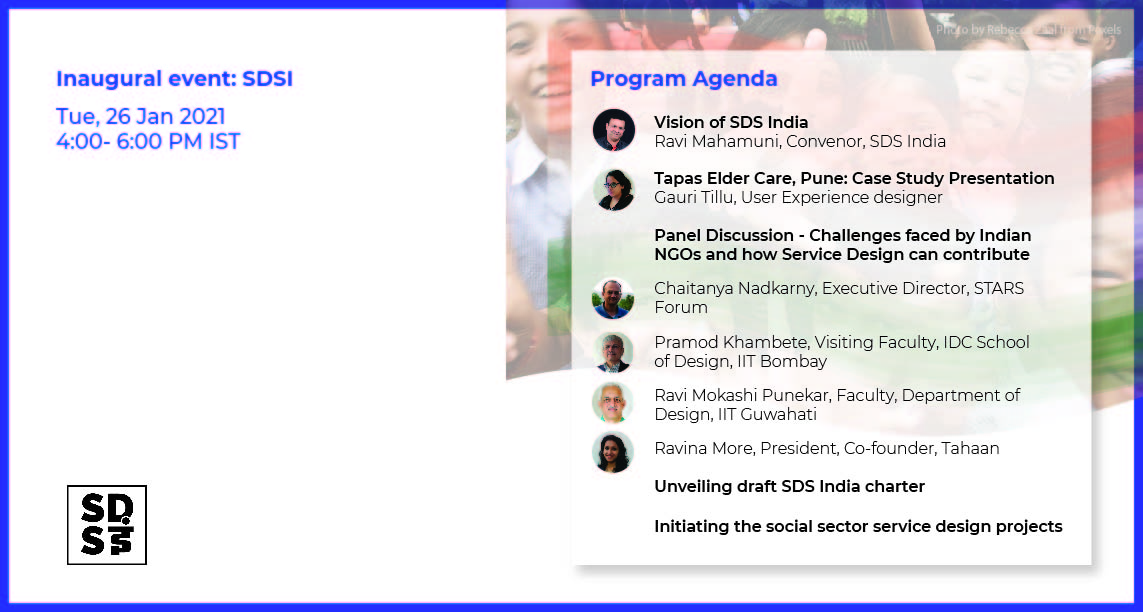 Photo by Rebecca Zaal from Pexels
Inaugural event: SDSI
Tue, 26 Jan 2021
4:00- 6:00 PM IST
Program Agenda
Vision of SDS India
Ravi Mahamuni, Convenor, SDS India
Tapas Elder Care, Pune: Case Study Presentation
Gauri Tillu, User Experience designer
Panel Discussion - Challenges faced by Indian
NGOs and how Service Design can contribute
Chaitanya Nadkarny, Executive Director, STARS
Forum
Pramod Khambete, Visiting Faculty, IDC School
of Design, IIT Bombay
Ravi Mokashi Punekar, Faculty, Department of
Design, IIT Guwahati
Ravina More, President, Co-founder, Tahaan
Unveiling draft SDS India charter
Initiating the social sector service design projects
SD
S